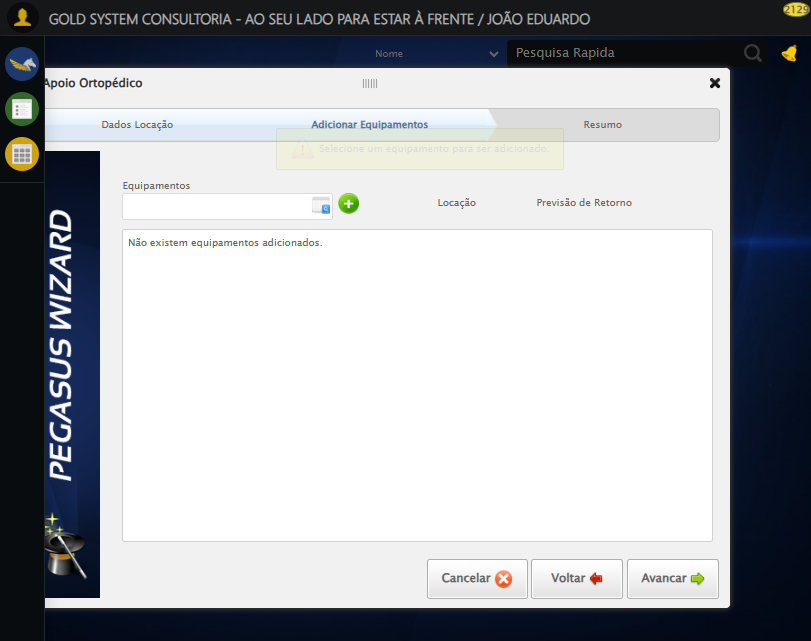 GOLD SYSTEM CONSULTORIA - AO SEU LADO PARA ESTAR À FRENTE / JOÃO EDUARDO
2129
Nome
Pesquisa Rapida
Apoio Ortopédico
Dados Locação
Adicionar Equipamentos
Resumo
Selecione um equipamento para ser adicionado.
Equipamentos
Locação
Previsão de Retorno
Não existem equipamentos adicionados.
PEGASUS WIZARD
Cancelar
Voltar
Avancar